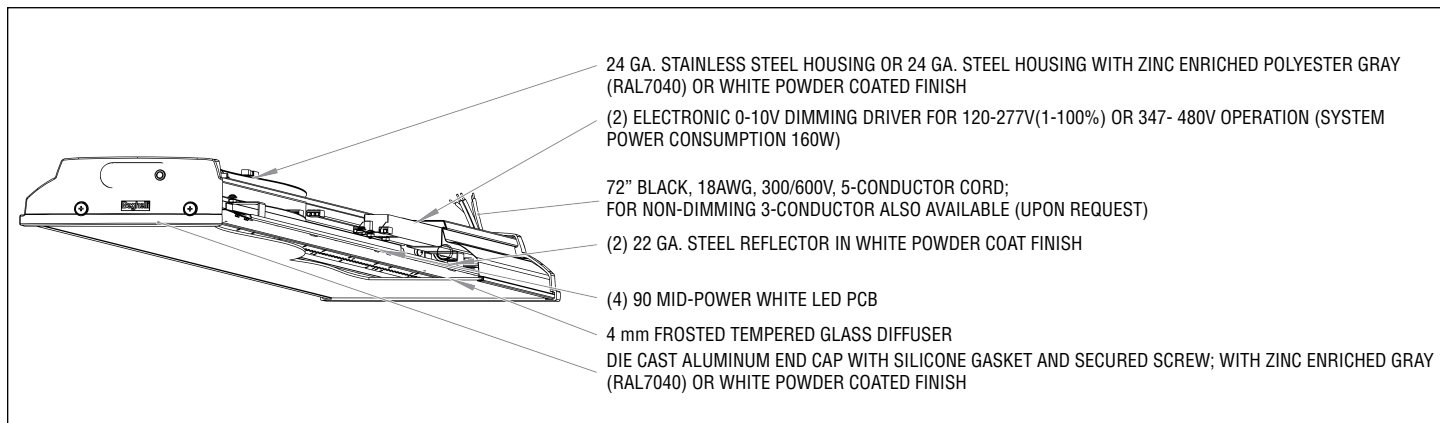 24 GA. STAINLESS STEEL HOUSING OR 24 GA. STEEL HOUSING WITH ZINC ENRICHED POLYESTER GRAY
(RAL7040) OR WHITE POWDER COATED FINISH
(2) ELECTRONIC 0-10V DIMMING DRIVER FOR 120-277V(1-100%) OR 347- 480V OPERATION (SYSTEM
POWER CONSUMPTION 160W)
72” BLACK, 18AWG, 300/600V, 5-CONDUCTOR CORD;
FOR NON-DIMMING 3-CONDUCTOR ALSO AVAILABLE (UPON REQUEST)
(2) 22 GA. STEEL REFLECTOR IN WHITE POWDER COAT FINISH
(4) 90 MID-POWER WHITE LED PCB
4 mm FROSTED TEMPERED GLASS DIFFUSER
DIE CAST ALUMINUM END CAP WITH SILICONE GASKET AND SECURED SCREW; WITH ZINC ENRICHED GRAY
(RAL7040) OR WHITE POWDER COATED FINISH